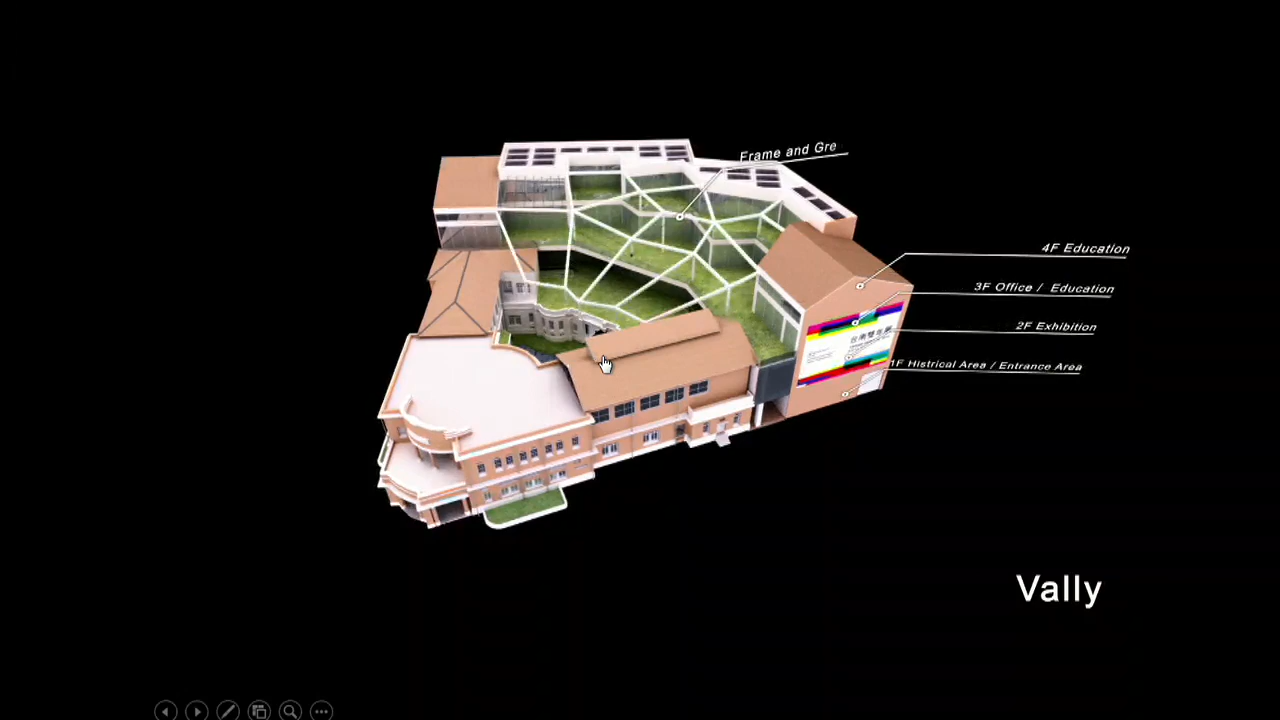 Frame and Gre
4F Education
3F Office / Education
2F Exhibition
1F Histrical Area / Entrance Area
Vally